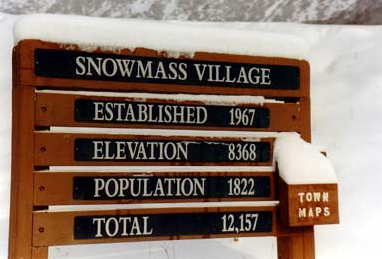 SNOWMASS VILLAGE
ESTABLISHED 1967
ELEVATION 8368
POPULATION 1822
TOTAL 12,157
TOWN
MAPS